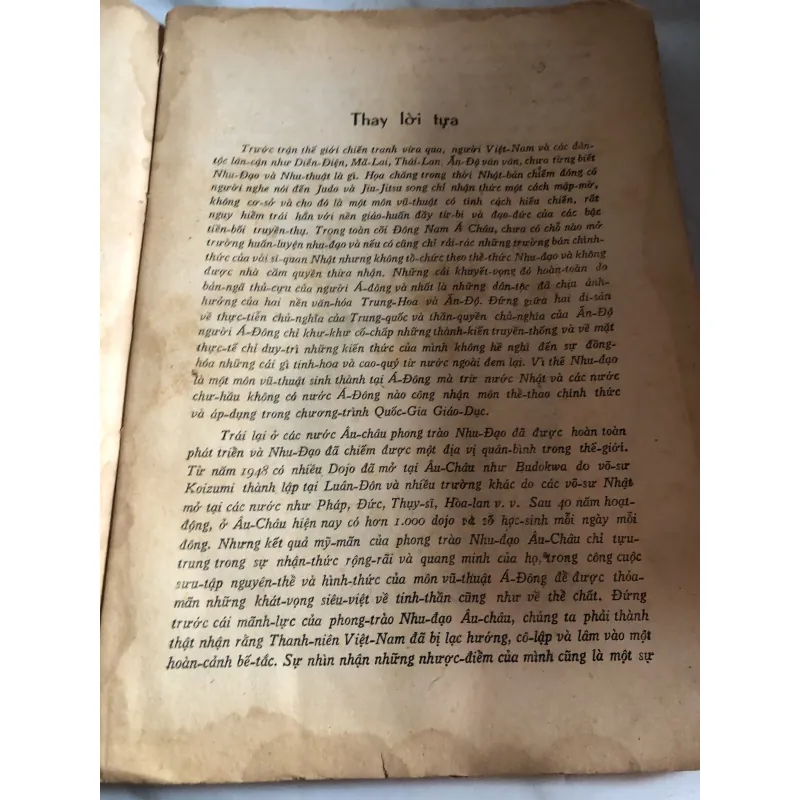 Thay lời tựa
Trước trận thế giới chiến tranh vừa qua, người Việt-Nam và các dân-
tộc lân-cận như Diến-Điện, Mã-Lai, Thái-Lan, Ấn-Độ vân vân, chưa từng biết
Nhu-Đạo và Nhu-thuật là gì. Họa chăng trong thời Nhật-bản chiếm đóng có
người nghe nói đến Judo và Jiu-Jitsu song chỉ nhận thức một cách mập-mờ,
không cơ-sở và cho đó là một môn vũ-thuật có tính cách hiếu chiến, rất
nguy hiểm trái hẳn với nền giáo-huấn đầy từ-bi và đạo-đức của các bậc
tiền-bối truyền-thụ. Trong toàn cõi Đông Nam Á Châu, chưa có chỗ nào mở
trường huấn-luyện nhu-đạo và nếu có cũng chỉ rải-rác những trường bán chính-
thức của vài sĩ-quan Nhật nhưng không tổ-chức theo thể-thức Nhu-đạo và không
được nhà cầm quyền thừa nhận. Những cái khuyết-vọng đó hoàn-toàn do
bản-ngã thủ-cựu của người Á-đông và nhất là những dân-tộc đã chịu ảnh-
hưởng của hai nền văn-hóa Trung-Hoa và Ấn-Độ. Đứng giữa hai di-sản
về thực-tiễn chủ-nghĩa của Trung-quốc và thần-quyền chủ-nghĩa của Ấn-Độ
người Á-Đông chỉ khư-khư cố-chấp những thành-kiến truyền-thống và về mặt
thực-tế chỉ duy-trì những kiến thức của mình không hề nghĩ đến sự đồng-
hóa những cái gì tinh-hoa và cao-quý từ nước ngoài đem lại. Vì thế Nhu-đạo
là một môn vũ-thuật sinh thành tại Á-Đông mà trừ nước Nhật và các nước
chư-hầu không có nước Á-Đông nào công nhận môn thể-thao chính thức
và áp-dụng trong chương-trình Quốc-Gia Giáo-Dục.
Trái lại ở các nước Âu-châu phong trào Nhu-Đạo đã được hoàn toàn
phát triển và Nhu-Đạo đã chiếm được một địa vị quán-bình trong thế-giới.
Từ năm 1948 có nhiều Dojo đã mở tại Âu-Châu như Budokwa do võ-sư
Koizumi thành lập tại Luân-Đôn và nhiều trường khác do các võ-sư Nhật
mở tại các nước như Pháp, Đức, Thụy-sĩ, Hòa-lan v. v. Sau 40 năm hoạt-
động, ở Âu-Châu hiện nay có hơn 1.000 dojo và số học-sinh mỗi ngày mỗi
đông. Nhưng kết quả mỹ-mãn của phong trào Nhu-đạo Âu-Châu chỉ tựu-
trung trong sự nhận-thức rộng-rãi và quang minh của họ, trong công cuộc
sưu-tập nguyên-thể và hình-thức của môn vũ-thuật Á-Đông để được thỏa-
mãn những khát-vọng siêu-việt về tinh-thần cũng như về thể chất. Đứng
trước cái mãnh-lực của phong-trào Nhu-đạo Âu-châu, chúng ta phải thành
thật nhận rằng Thanh-niên Việt-Nam đã bị lạc hướng, cô-lập và lâm vào một
hoàn-cảnh bế-tắc. Sự nhìn nhận những nhược-điểm của mình cũng là một sự